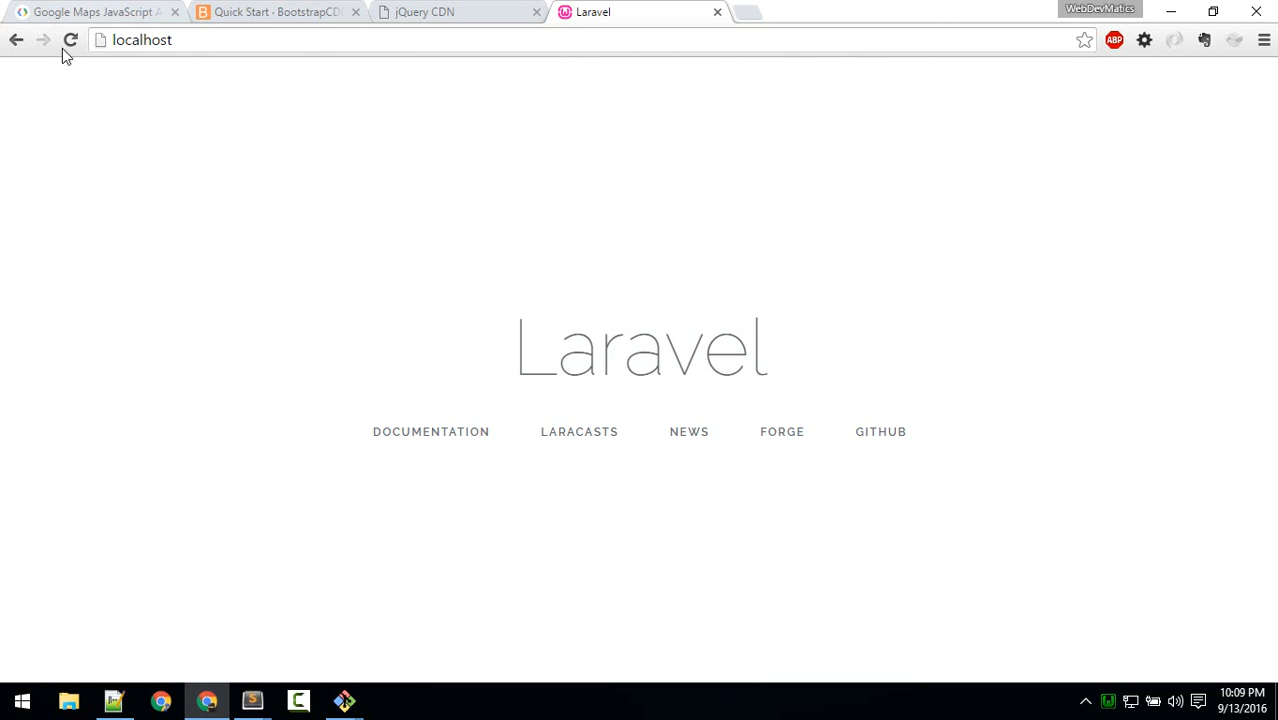 Google Maps JavaScript A
Quick Start · BootstrapCD
jQuery CDN
Laravel
WebDevMatics
localhost
ABP
Laravel
DOCUMENTATION LARACASTS NEWS FORGE GITHUB
10:09 PM
9/13/2016